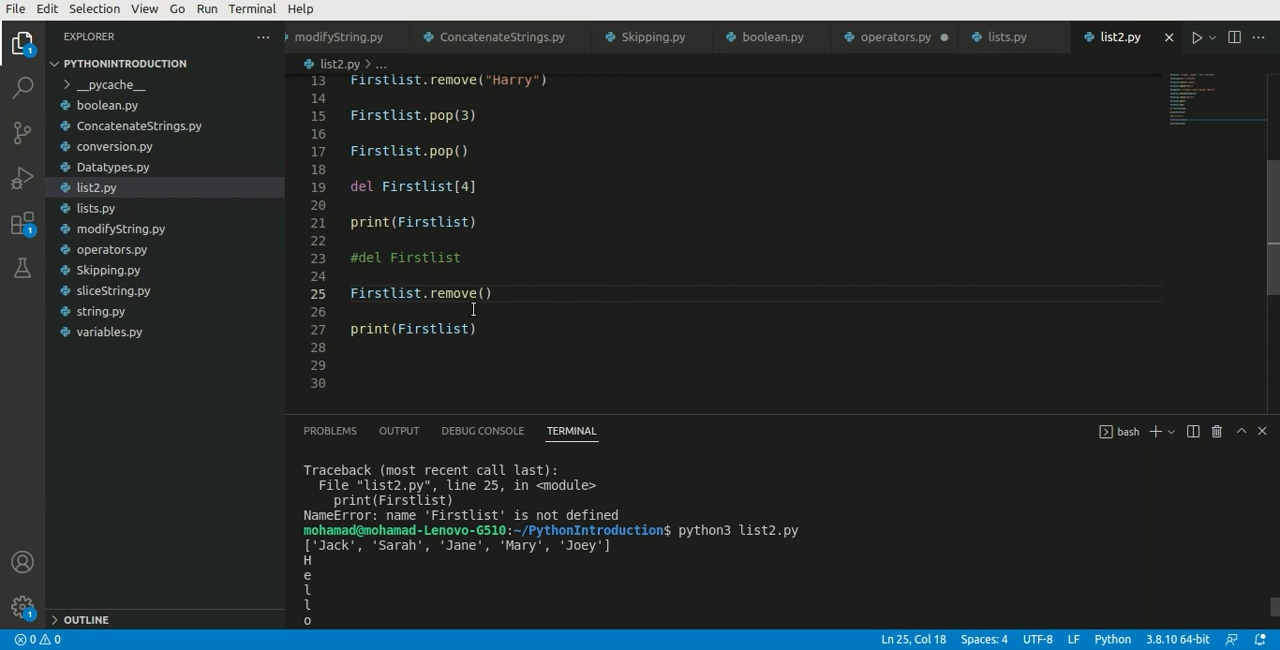 File Edit Selection View Go Run Terminal Help
EXPLORER
modifyString.py ConcatenateStrings.py Skipping.py boolean.py operators.py lists.py list2.py
list2.py > ...
PYTHONINTRODUCTION
__pycache__
boolean.py
ConcatenateStrings.py
conversion.py
Datatypes.py
list2.py
lists.py
modifyString.py
operators.py
Skipping.py
sliceString.py
string.py
variables.py
OUTLINE
1
1
1
13 Firstlist.remove("Harry")
14
15 Firstlist.pop(3)
16
17 Firstlist.pop()
18
19 del Firstlist[4]
20
21 print(Firstlist)
22
23 #del Firstlist
24
25 Firstlist.remove()
26
27 print(Firstlist)
28
29
30
PROBLEMS OUTPUT DEBUG CONSOLE TERMINAL bash
Traceback (most recent call last):
File "list2.py", line 25, in <module>
print(Firstlist)
NameError: name 'Firstlist' is not defined
mohamad@mohamad-Lenovo-G510:~/PythonIntroduction$ python3 list2.py
['Jack', 'Sarah', 'Jane', 'Mary', 'Joey']
H
e
l
l
o
0 0 Ln 25, Col 18 Spaces: 4 UTF-8 LF Python 3.8.10 64-bit